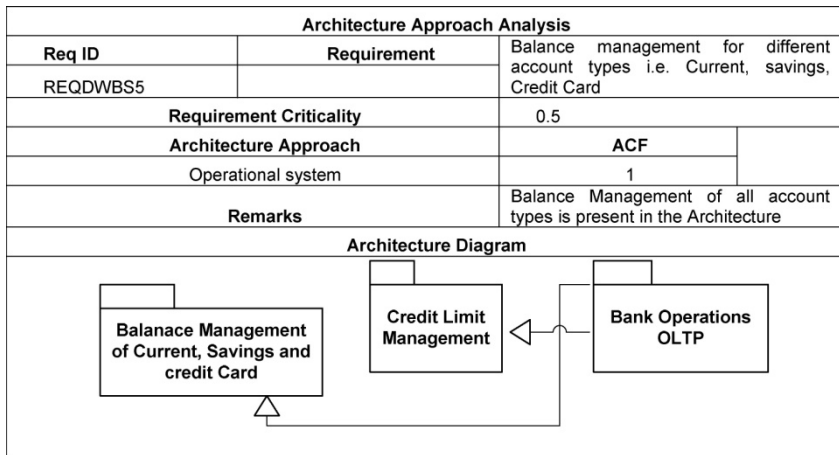 Architecture Approach Analysis
Req ID
Requirement
Balance management for different
account types i.e. Current, savings,
Credit Card
REQDWBS5
Requirement Criticality
0.5
Architecture Approach
ACF
Operational system
1
Remarks
Balance Management of all account
types is present in the Architecture
Architecture Diagram
Balanace Management
of Current, Savings and
credit Card
Credit Limit
Management
Bank Operations
OLTP